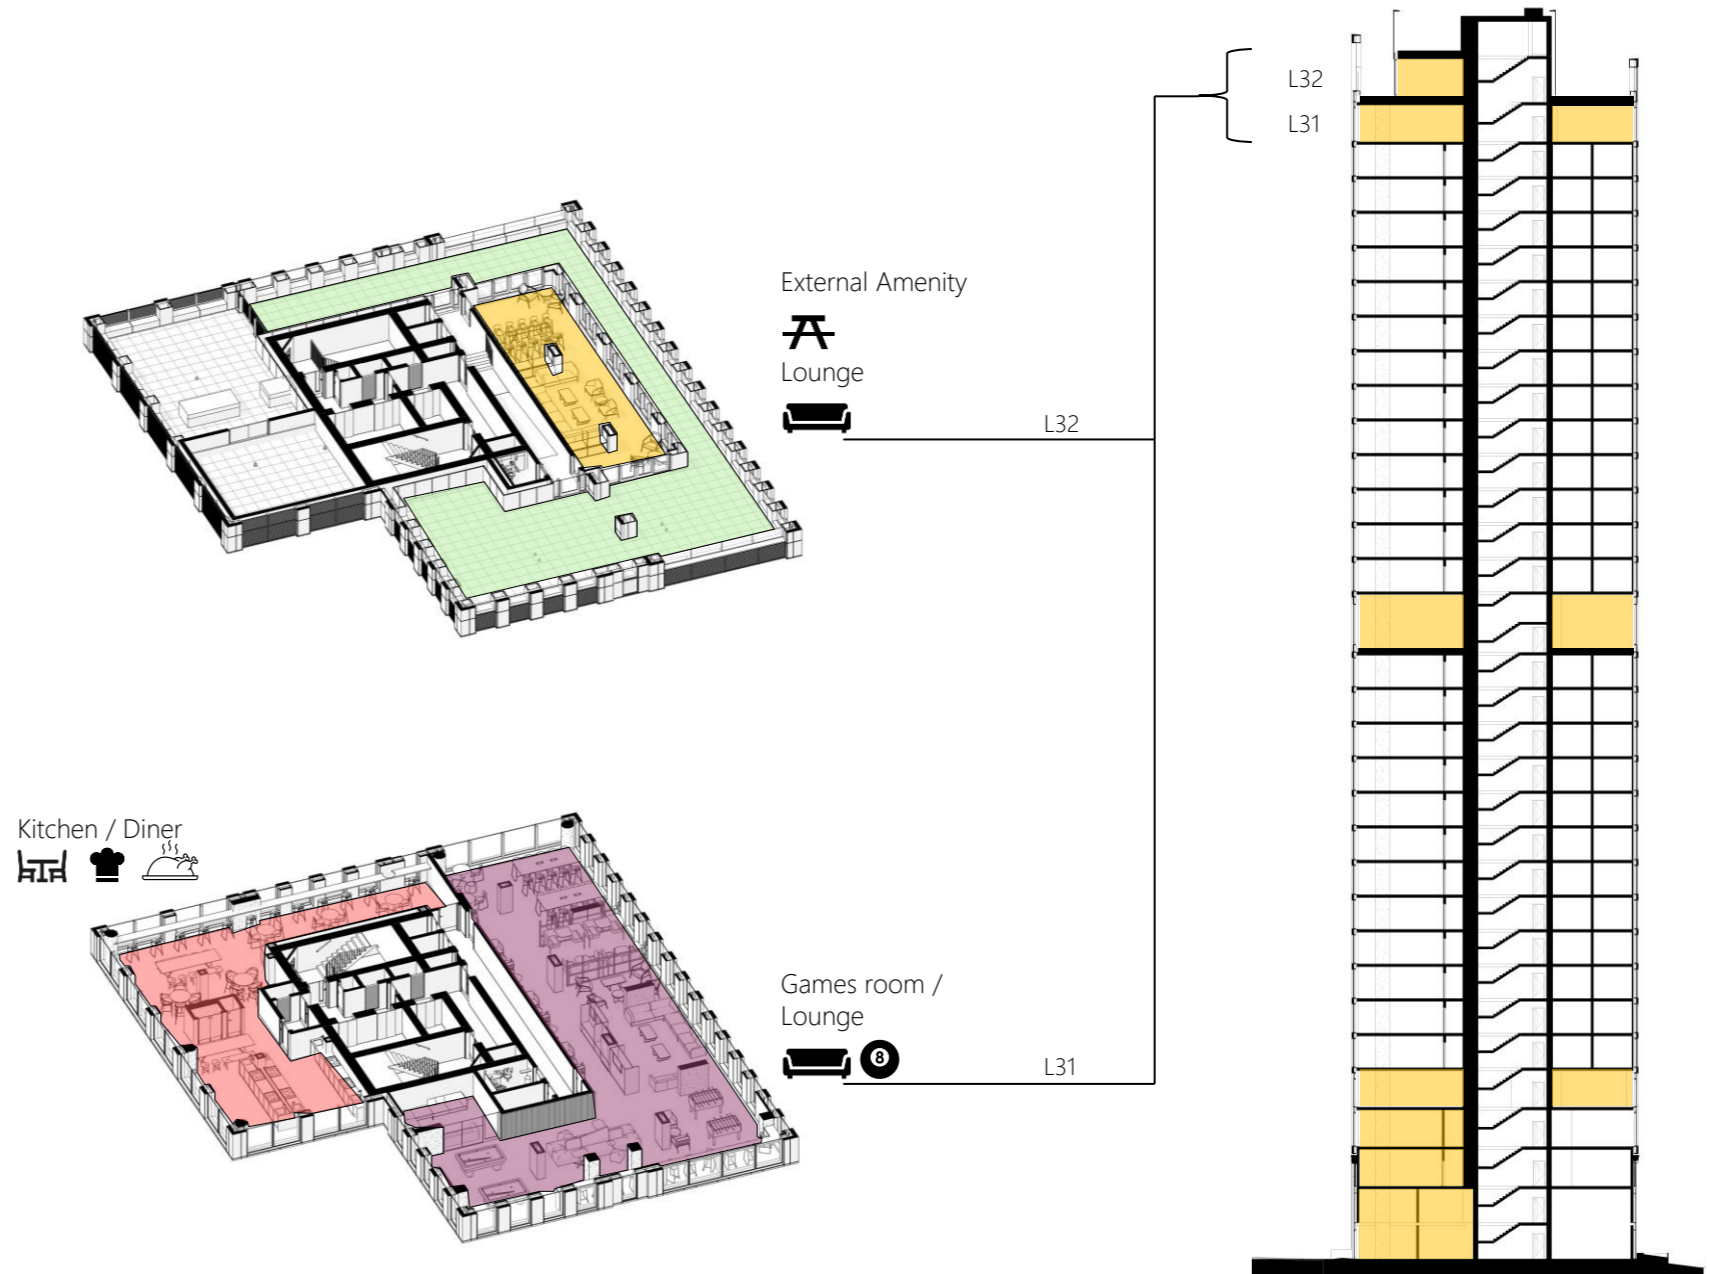 L32
L31
External Amenity
Lounge
L32
Kitchen / Diner
Games room /
Lounge
8
L31